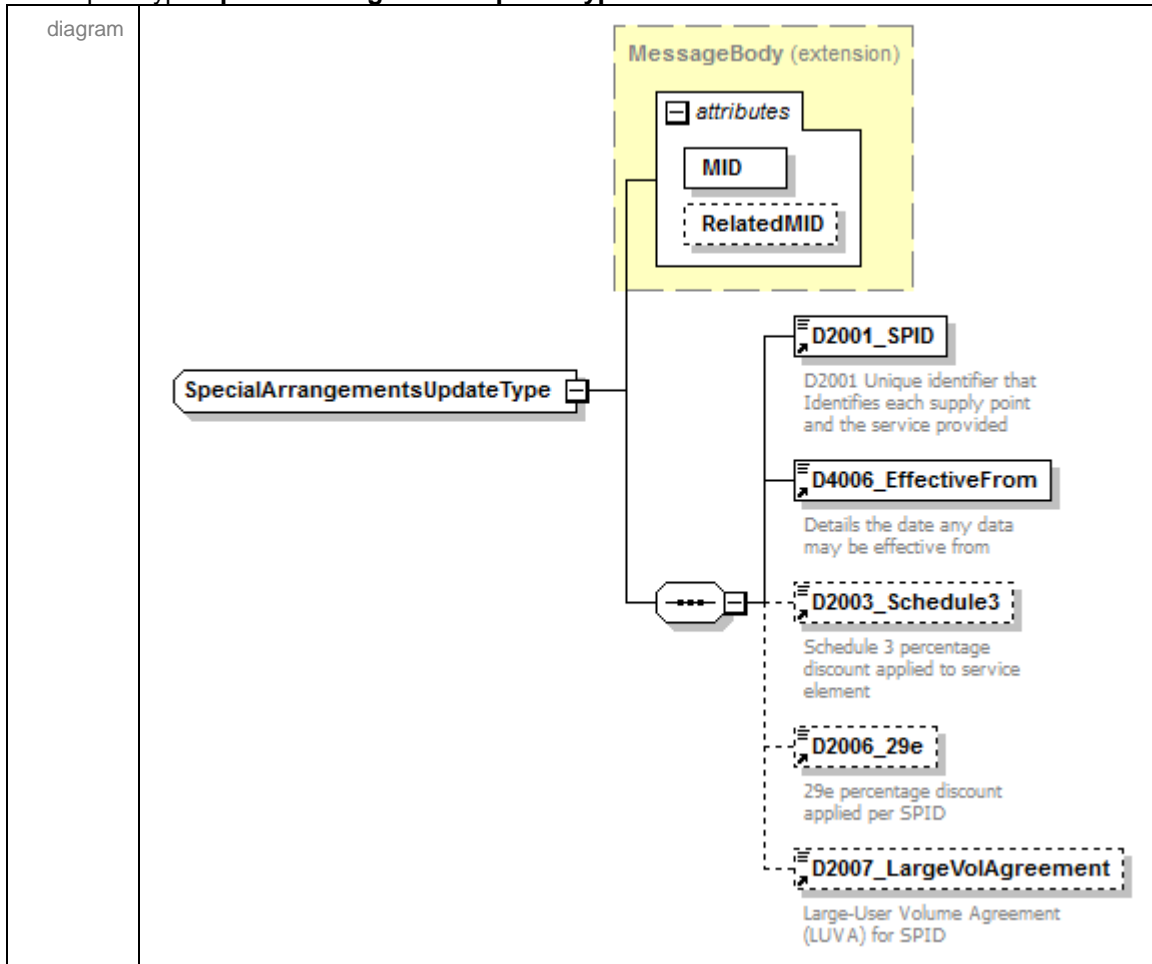 diagram
MessageBody (extension)
attributes
MID
RelatedMID
SpecialArrangementsUpdateType
D2001_SPID
D2001 Unique identifier that
Identifies each supply point
and the service provided
D4006_EffectiveFrom
Details the date any data
may be effective from
D2003_Schedule3
Schedule 3 percentage
discount applied to service
element
D2006_29e
29e percentage discount
applied per SPID
D2007_LargeVolAgreement
Large-User Volume Agreement
(LUVA) for SPID